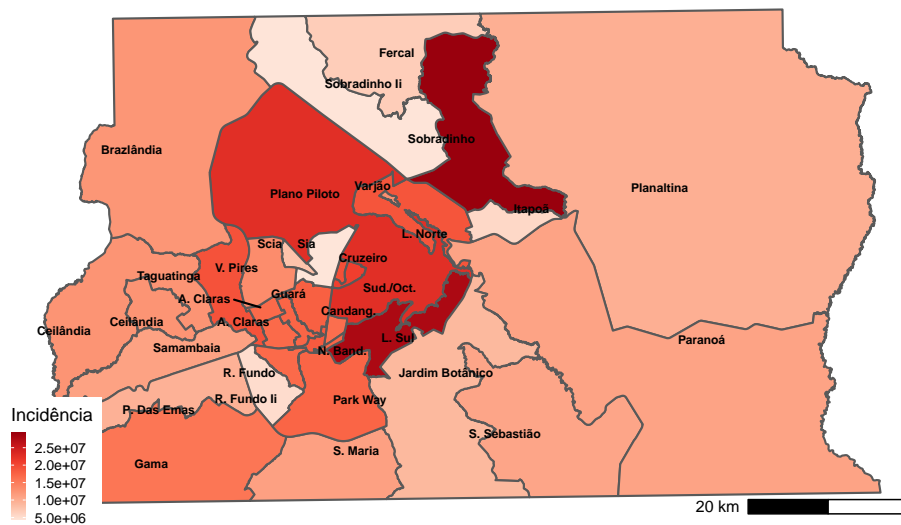 Fercal
Sobradinho Ii
Sobradinho
Brazlândia
Varjão
Plano Piloto
Planaltina
Itapoã
L. Norte
Scia
Sia
Cruzeiro
V. Pires
Taguatinga
Sud./Oct.
Guará
A. Claras
Candang.
Ceilândia
Ceilândia
A. Claras
L. Sul
Paranoá
Samambaia
N. Band.
R. Fundo
Jardim Botânico
R. Fundo Ii
Park Way
P. Das Emas
S. Sebastião
S. Maria
Gama
Incidência
2.5e+07
2.0e+07
1.5e+07
1.0e+07
5.0e+06
20 km